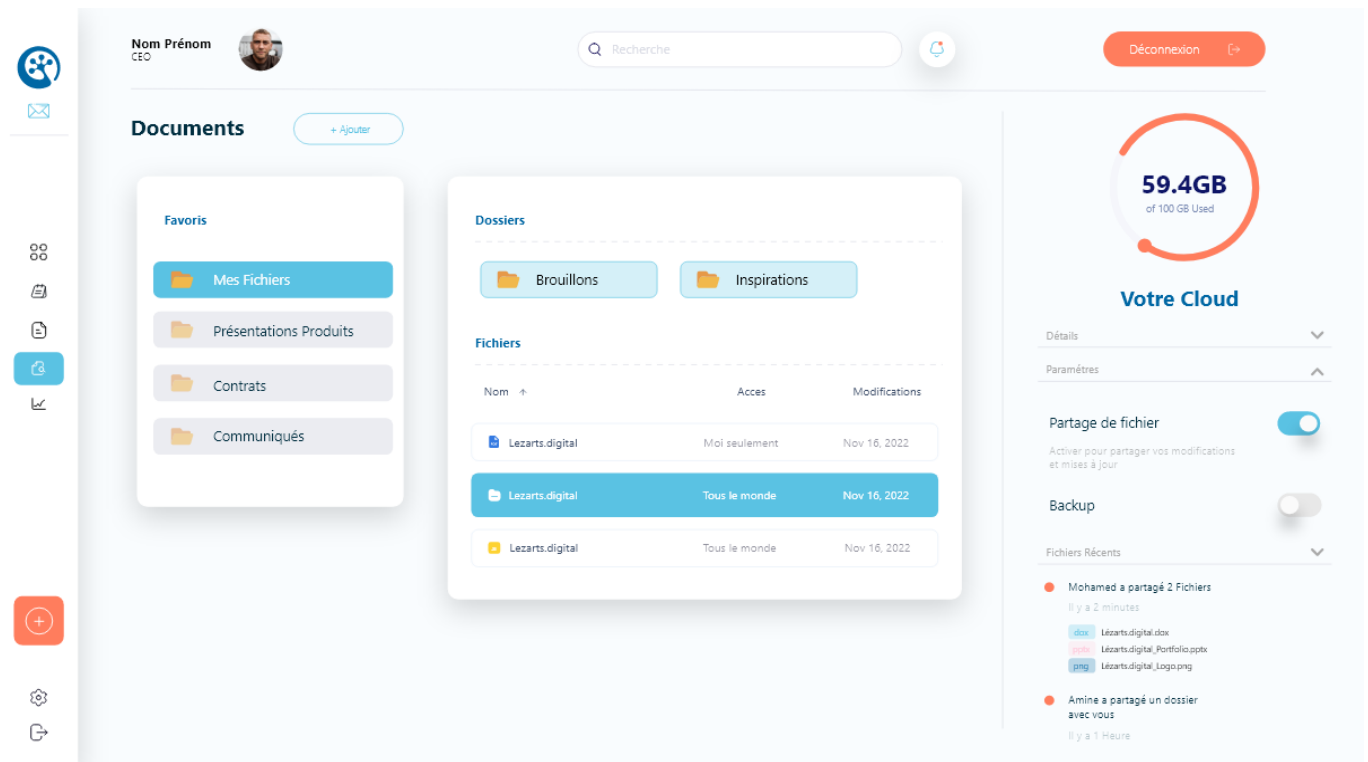 Nom Prénom
CEO
Recherche
Déconnexion
Documents
+ Ajouter
Favoris
Mes Fichiers
Présentations Produits
Contrats
Communiqués
Dossiers
Brouillons
Inspirations
Fichiers
Nom Acces Modifications
Lezarts.digital Moi seulement Nov 16, 2022
Lezarts.digital Tous le monde Nov 16, 2022
Lezarts.digital Tous le monde Nov 16, 2022
59.4GB
of 100 GB Used
Votre Cloud
Détails
Paramétres
Partage de fichier
Activer pour partager vos modifications
et mises à jour
Backup
Fichiers Récents
Mohamed a partagé 2 Fichiers
Il y a 2 minutes
dox Lézarts.digital.dox
pptx Lézarts.digital_Portfolio.pptx
png Lézarts.digital_Logo.png
Amine a partagé un dossier
avec vous
Il y a 1 Heure